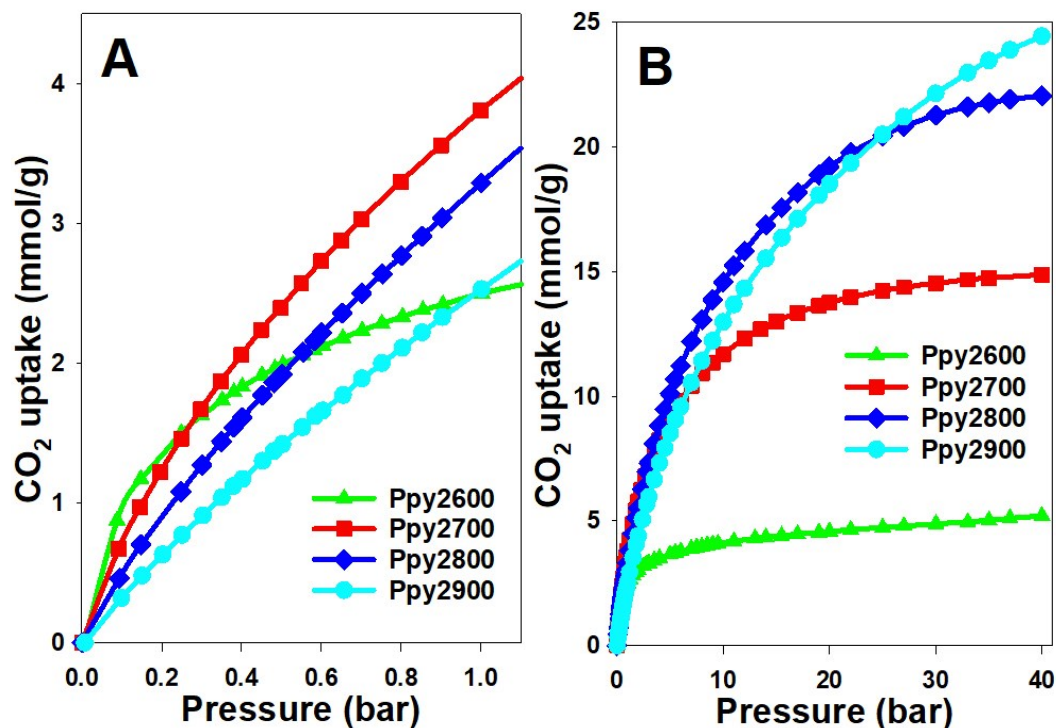 A
CO₂ uptake (mmol/g)
4
3
2
1
0
0.0 0.2 0.4 0.6 0.8 1.0
Pressure (bar)
Ppy2600
Ppy2700
Ppy2800
Ppy2900
B
CO₂ uptake (mmol/g)
25
20
15
10
5
0
0 10 20 30 40
Pressure (bar)
Ppy2600
Ppy2700
Ppy2800
Ppy2900